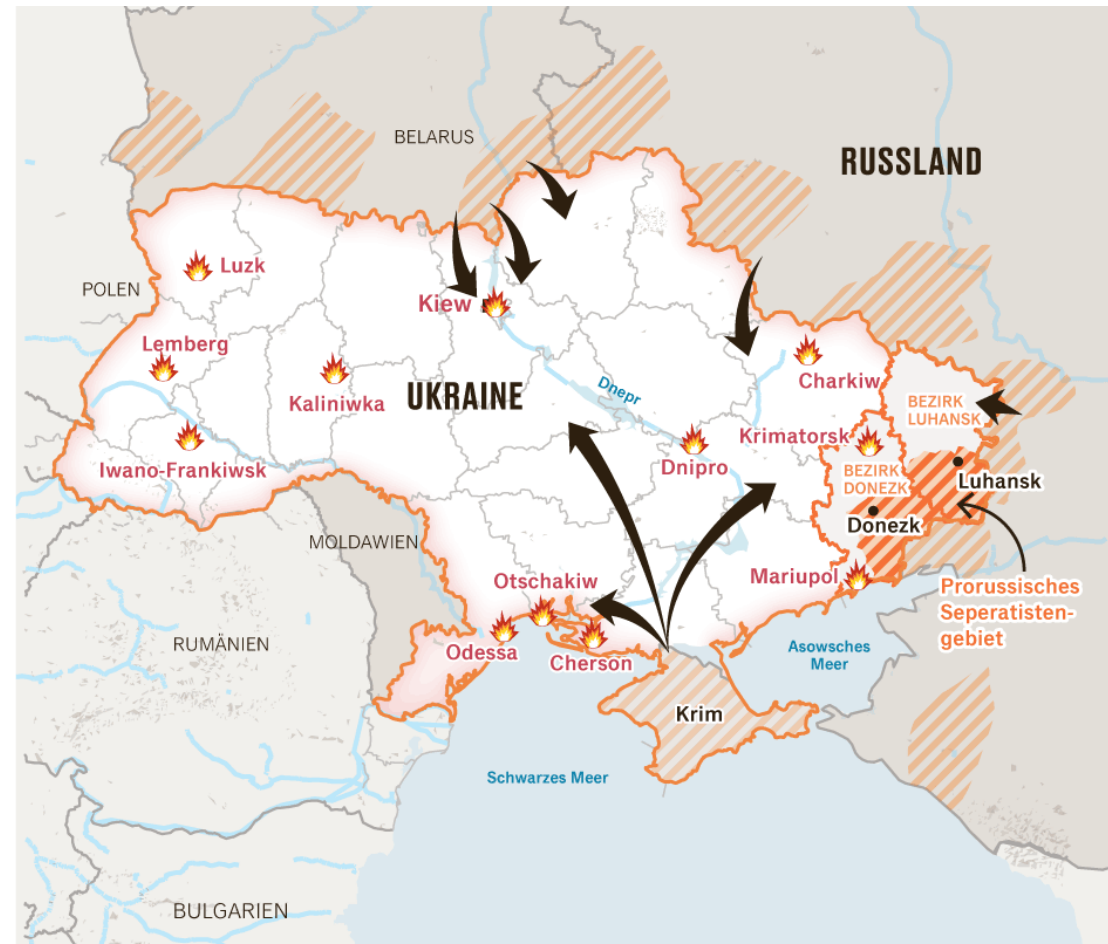 BELARUS
RUSSLAND
Luzk
POLEN
Kiew
Lemberg
Charkiw
Kaliniwka
UKRAINE
Dnepr
BEZIRK
LUHANSK
Krimatorsk
Iwano-Frankiwsk
Dnipro
BEZIRK
DONEZK
Luhansk
Donezk
MOLDAWIEN
Otschakiw
Mariupol
Prorussisches
Seperatisten-
gebiet
RUMÄNIEN
Odessa
Cherson
Asowsches
Meer
Krim
Schwarzes Meer
BULGARIEN